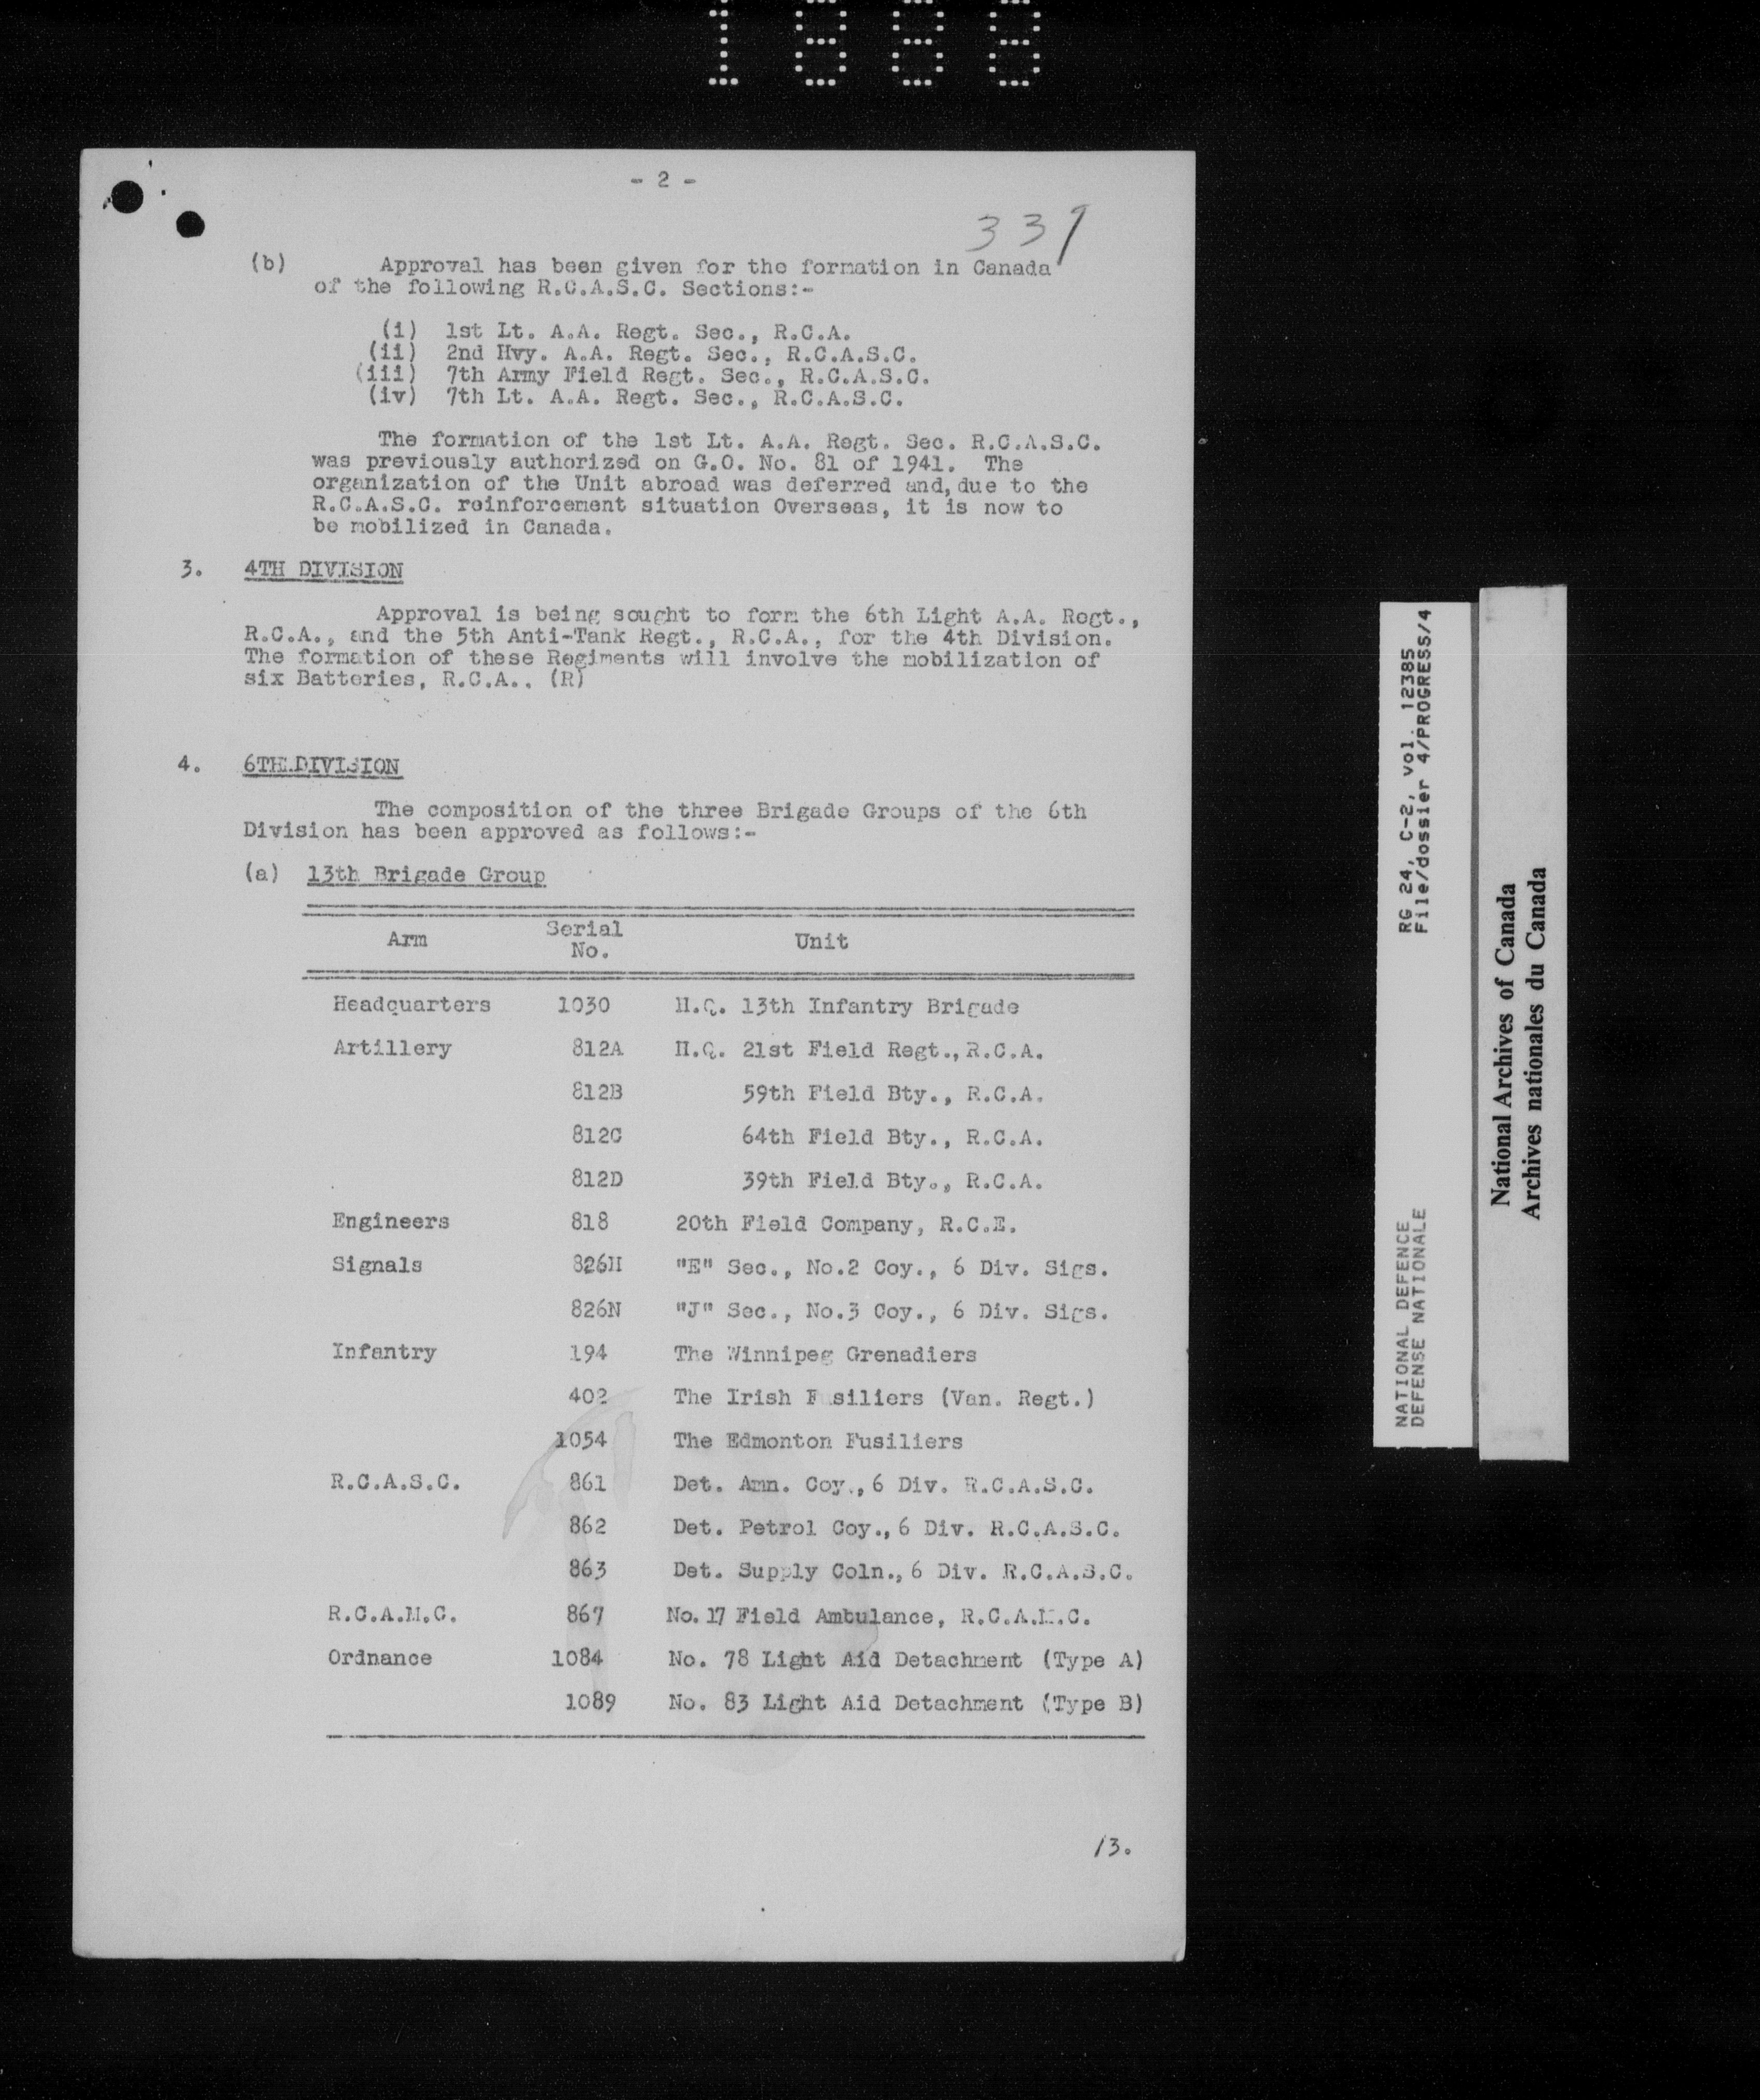 1888
- 2 -
339
(b) Approval has been given for the formation in Canada
of the following R.C.A.S.C. Sections:-
(i) 1st Lt. A.A. Regt. Sec., R.C.A.
(ii) 2nd Hvy. A.A. Regt. Sec., R.C.A.S.C.
(iii) 7th Army Field Regt. Sec., R.C.A.S.C.
(iv) 7th Lt. A.A. Regt. Sec., R.C.A.S.C.
The formation of the 1st Lt. A.A. Regt. Sec. R.C.A.S.C.
was previously authorized on G.O. No. 81 of 1941. The
organization of the Unit abroad was deferred and, due to the
R.C.A.S.C. reinforcement situation Overseas, it is now to
be mobilized in Canada.
3. 4TH DIVISION
Approval is being sought to form the 6th Light A.A. Regt.,
R.C.A., and the 5th Anti-Tank Regt., R.C.A., for the 4th Division.
The formation of these Regiments will involve the mobilization of
six Batteries, R.C.A.. (R)
4. 6TH DIVISION
The composition of the three Brigade Groups of the 6th
Division has been approved as follows:-
(a) 13th Brigade Group
Arm Serial No. Unit
Headquarters 1030 H.Q. 13th Infantry Brigade
Artillery 812A H.Q. 21st Field Regt., R.C.A.
812B 59th Field Bty., R.C.A.
812C 64th Field Bty., R.C.A.
812D 39th Field Bty., R.C.A.
Engineers 818 20th Field Company, R.C.E.
Signals 826H "E" Sec., No.2 Coy., 6 Div. Sigs.
826N "J" Sec., No.3 Coy., 6 Div. Sigs.
Infantry 194 The Winnipeg Grenadiers
402 The Irish F siliers (Van. Regt.)
1054 The Edmonton Fusiliers
R.C.A.S.C. 861 Det. Amn. Coy., 6 Div. R.C.A.S.C.
862 Det. Petrol Coy., 6 Div. R.C.A.S.C.
863 Det. Supply Coln., 6 Div. R.C.A.S.C.
R.C.A.M.C. 867 No. 17 Field Ambulance, R.C.A.M.C.
Ordnance 1084 No. 78 Light Aid Detachment (Type A)
1089 No. 83 Light Aid Detachment (Type B)
13.
NATIONAL DEFENCE RG 24, C-2, vol. 12385
DEFENSE NATIONALE File/dossier 4/PROGRESS/4
National Archives of Canada
Archives nationales du Canada